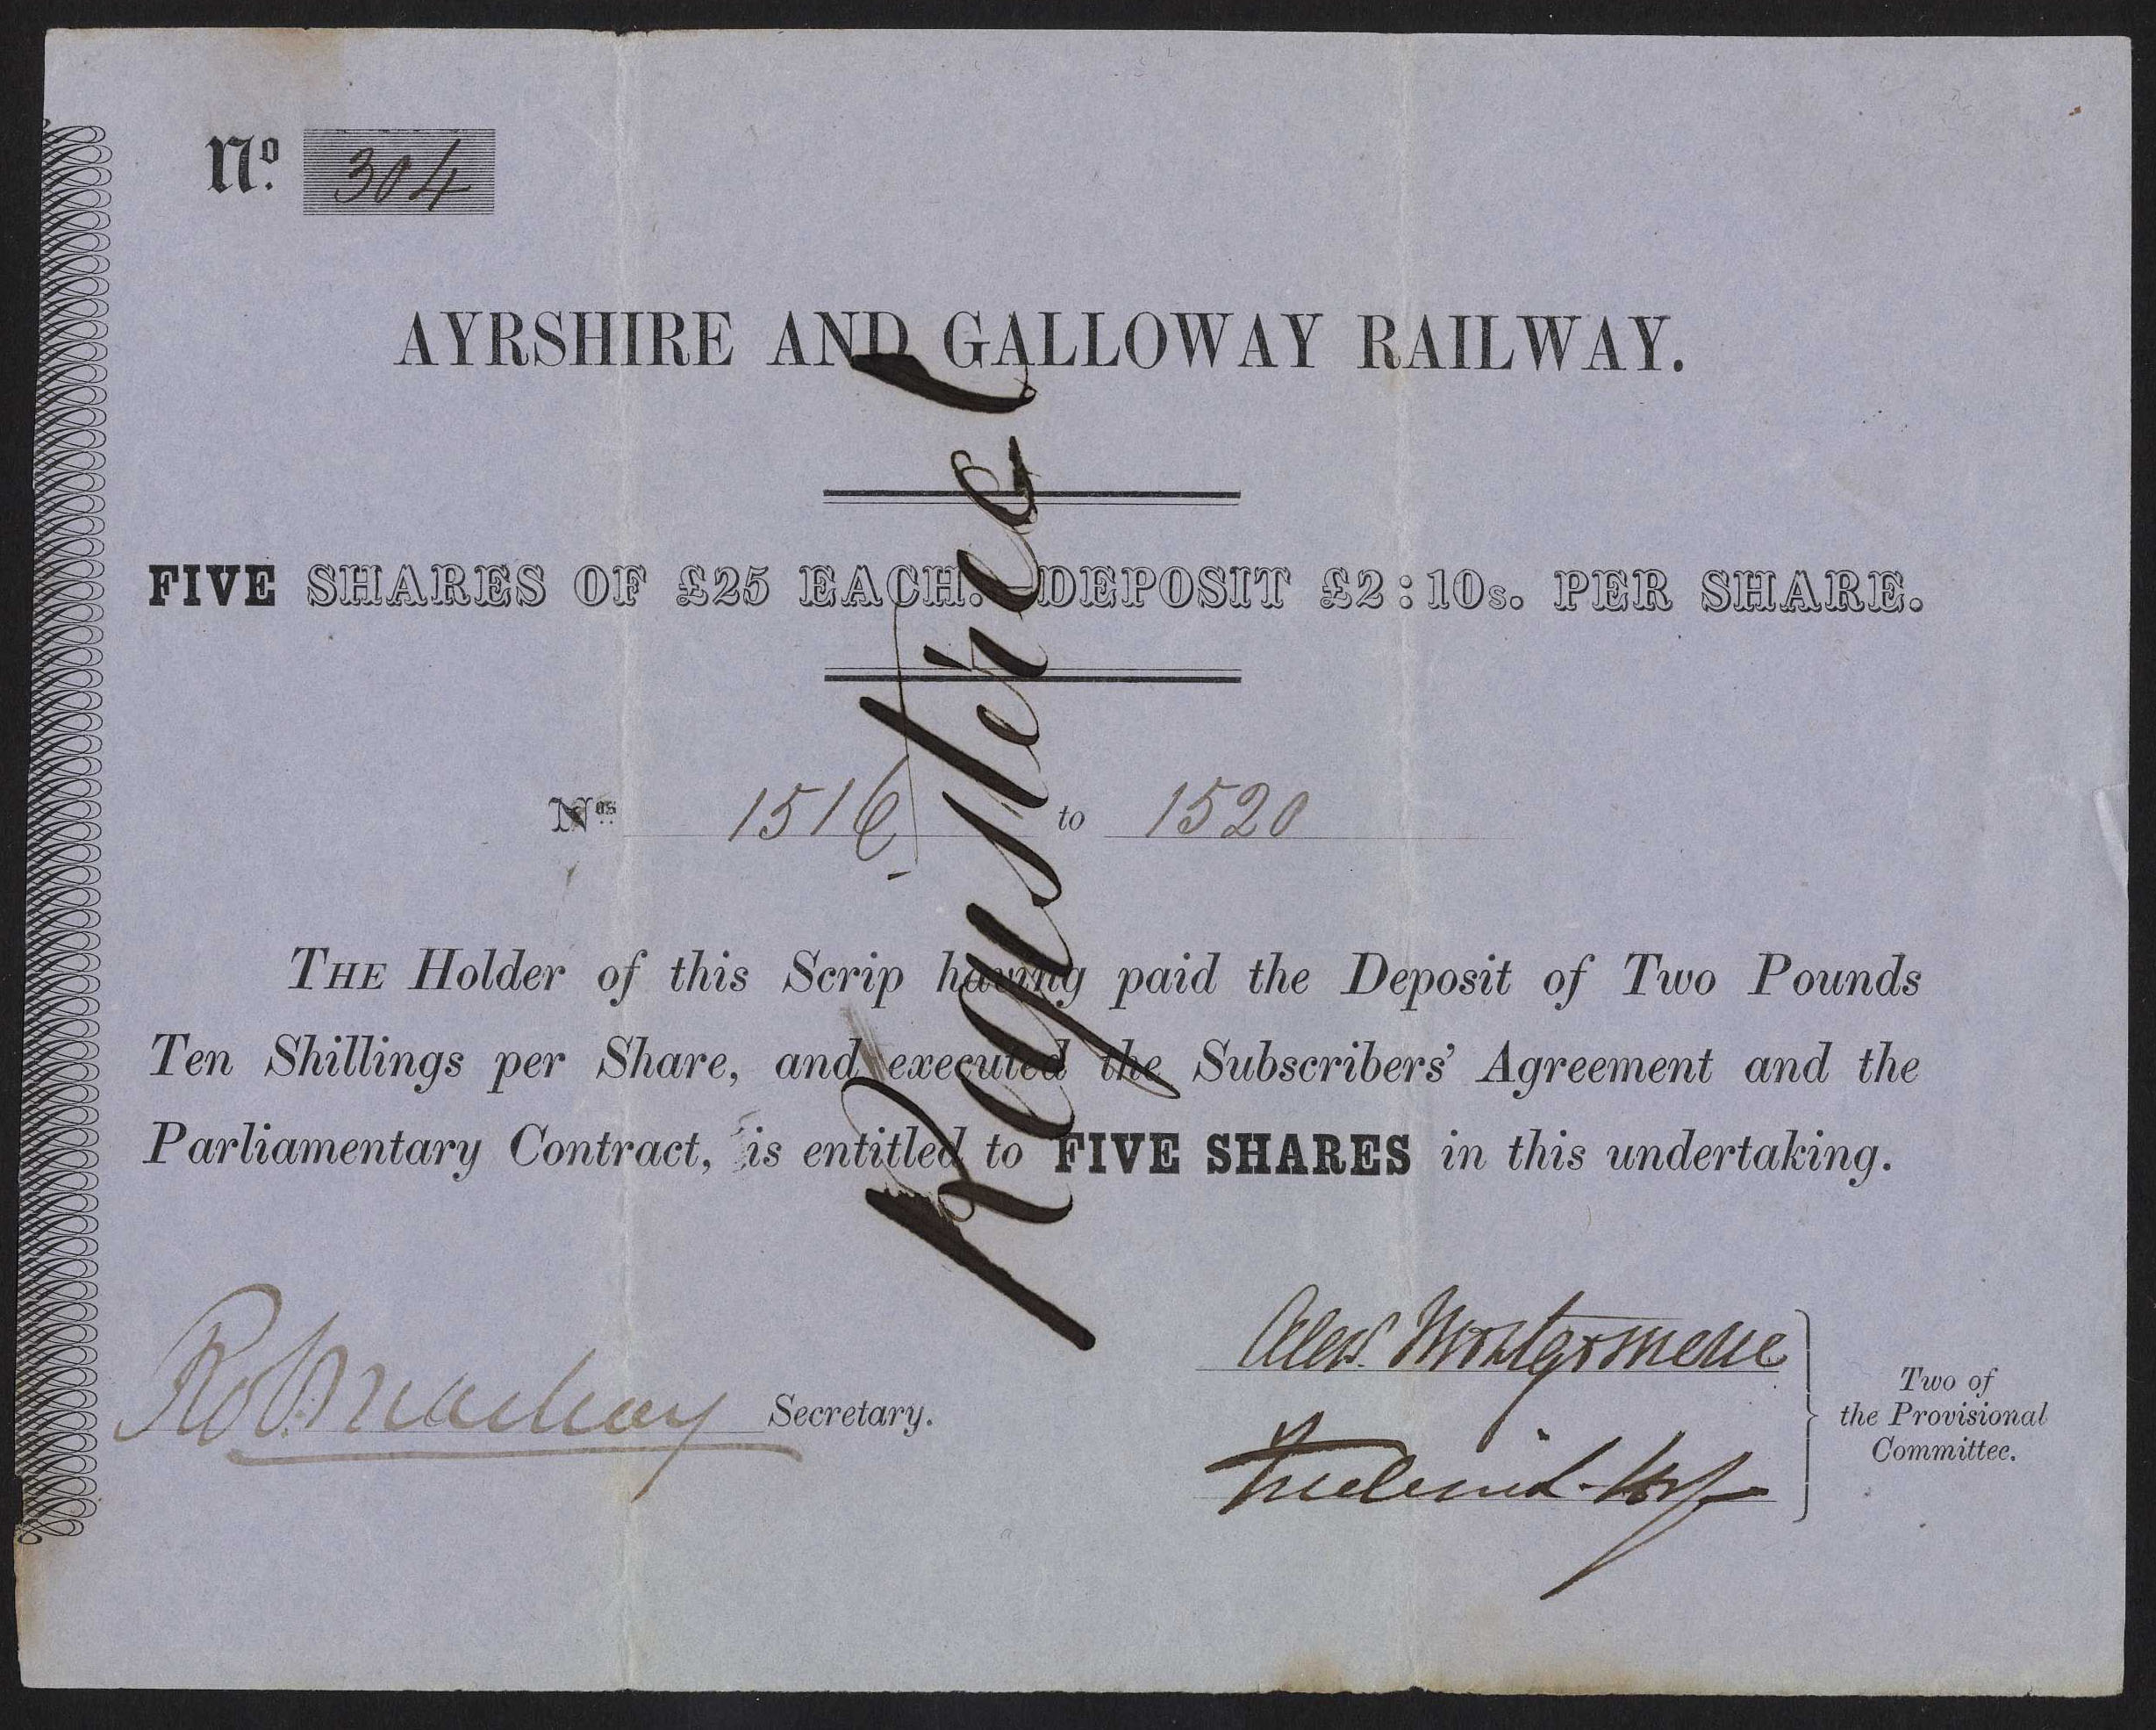 No. 304
AYRSHIRE AND GALLOWAY RAILWAY.
FIVE SHARES OF £25 EACH. DEPOSIT £2:10s. PER SHARE.
Nos. 1516 to 1520
THE Holder of this Scrip having paid the Deposit of Two Pounds
Ten Shillings per Share, and executed the Subscribers' Agreement and the
Parliamentary Contract, is entitled to FIVE SHARES in this undertaking.
Registered
Secretary.
Alexr. Montgomerie
Frederick
Two of
the Provisional
Committee.